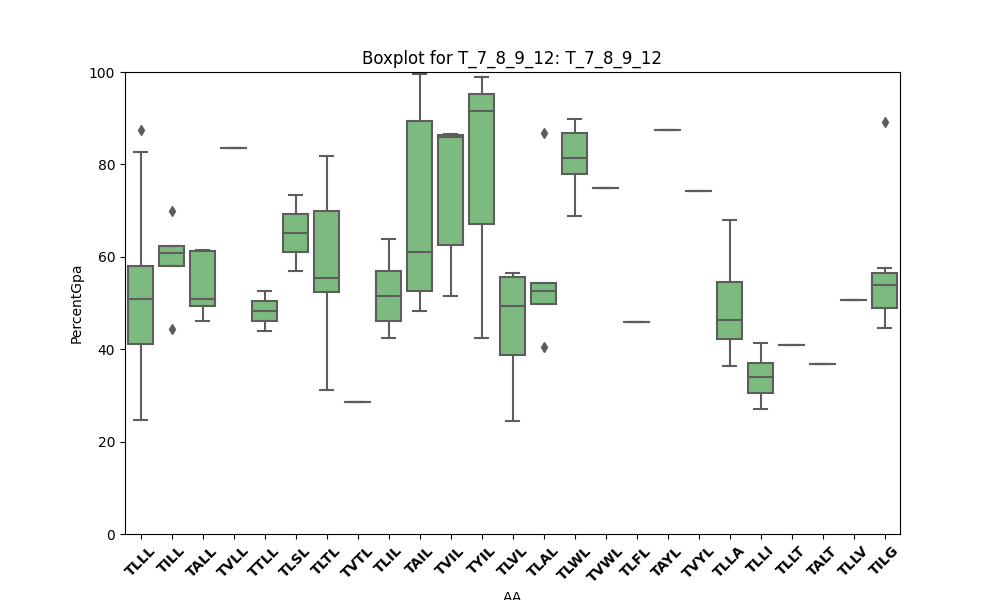 Boxplot for T_7_8_9_12: T_7_8_9_12
PercentGpa
100
80
60
40
20
0
TLLL TILL TALL TVLL TTLL TLSL TLTL TVTL TLIL TAIL TVIL TYIL TLVL TLAL TLWL TVWL TLFL TAYL TVYL TLLA TLLI TLLT TALT TLLV TILG
AA